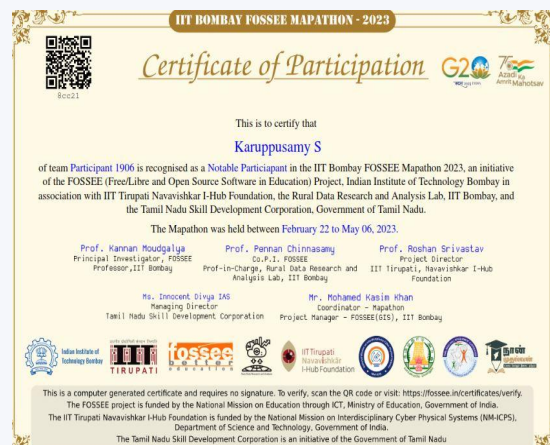 IIT BOMBAY FOSSEE MAPATHON - 2023
8cc21
Certificate of Participation
G20
Azadi Ka
Amrit Mahotsav
This is to certify that
Karuppusamy S
of team Participant 1906 is recognised as a Notable Particiapant in the IIT Bombay FOSSEE Mapathon 2023, an initiative
of the FOSSEE (Free/Libre and Open Source Software in Education) Project, Indian Institute of Technology Bombay in
association with IIT Tirupati Navavishkar I-Hub Foundation, the Rural Data Research and Analysis Lab, IIT Bombay, and
the Tamil Nadu Skill Development Corporation, Government of Tamil Nadu.
The Mapathon was held between February 22 to May 06, 2023.
Prof. Kannan Moudgalya
Principal Investigator, FOSSEE
Professor,IIT Bombay
Prof. Pennan Chinnasamy
Co.P.I. FOSSEE
Prof-in-Charge, Rural Data Research and
Analysis Lab, IIT Bombay
Prof. Roshan Srivastav
Project Director
IIT Tirupati, Navavishkar I-Hub
Foundation
Ms. Innocent Divya IAS
Managing Director
Tamil Nadu Skill Development Corporation
Mr. Mohamed Kasim Khan
Coordinator - Mapathon
Project Manager - FOSSEE(GIS), IIT Bombay
Indian Institute of
Technology Bombay
TIRUPATI
fossee
better
education
IIT Tirupati
Navavishkar
I-Hub Foundation
நான்
முதல்வன்
This is a computer generated certificate and requires no signature. To verify, scan the QR code or visit: https://fossee.in/certificates/verify.
The FOSSEE project is funded by the National Mission on Education through ICT, Ministry of Education, Government of India.
The IIT Tirupati Navavishkar I-Hub Foundation is funded by the National Mission on Interdisciplinary Cyber Physical Systems (NM-ICPS),
Department of Science and Technology, Government of India.
The Tamil Nadu Skill Development Corporation is an initiative of the Government of Tamil Nadu